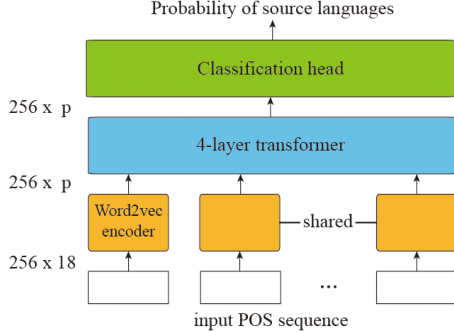 Probability of source languages
Classification head
256 x p
4-layer transformer
256 x p
Word2vec
encoder
shared
256 x 18
...
input POS sequence